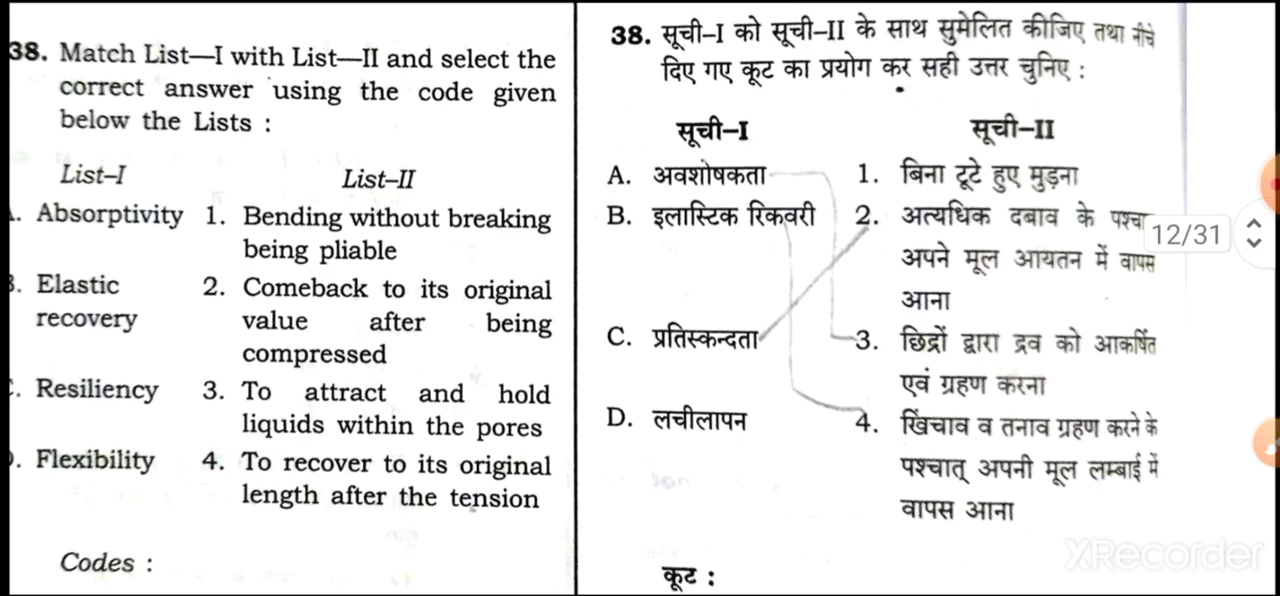 38. Match List—I with List—II and select the
correct answer using the code given
below the Lists :
List–I List–II
. Absorptivity 1. Bending without breaking
being pliable
. Elastic 2. Comeback to its original
recovery value after being
compressed
. Resiliency 3. To attract and hold
liquids within the pores
. Flexibility 4. To recover to its original
length after the tension
Codes :
38. सूची–I को सूची–II के साथ सुमेलित कीजिए तथा नीचे
दिए गए कूट का प्रयोग कर सही उत्तर चुनिए :
सूची–I सूची–II
A. अवशोषकता 1. बिना टूटे हुए मुड़ना
B. इलास्टिक रिकवरी 2. अत्यधिक दबाव के पश्चा
अपने मूल आयतन में वापस
आना
C. प्रतिस्कन्दता 3. छिद्रों द्वारा द्रव को आकर्षित
एवं ग्रहण करना
D. लचीलापन 4. खिंचाव व तनाव ग्रहण करने के
पश्चात् अपनी मूल लम्बाई में
वापस आना
कूट :
12/31
XRecorder